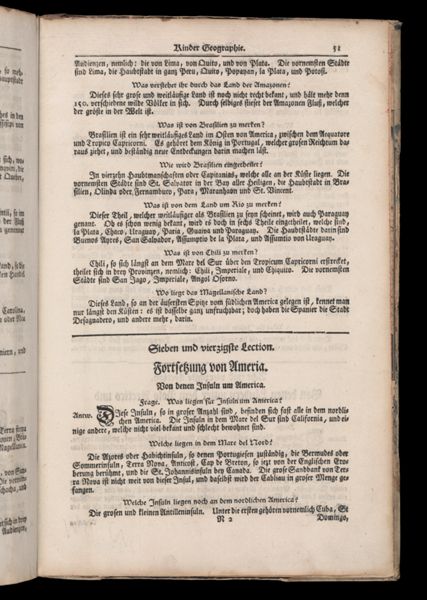 Kinder Geographie. 51
Audienzen, nemlich: die von Lima, von Quito, und von Plata. Die vornemsten Städte
sind Lima, die Haubtstadt in ganz Peru, Quito, Popayan, la Plata, und Potosi.
Was verstehet ihr durch das Land der Amazonen?
Dieses sehr grose und weitläufige Land ist noch nicht recht bekant, und hält mehr denn
150. verschiedene wilde Völker in sich. Durch selbiges flieset der Amazonen Fluß, welcher
der gröste in der Welt ist.
Was ist von Brasilien zu merken?
Brasilien ist ein sehr weitläufiges Land im Osten von America, zwischen dem Aequatore
und Tropico Capricorni. Es gehöret dem König in Portugal, welcher grosen Reichtum dar
aus ziehet, und beständig neue Entdeckungen darin machen läst.
Wie wird Brasilien eingetheilet?
In vierzehn Haubtmanschaften oder Capitanias, welche alle an der Küste liegen. Die
vornemsten Städte sind St. Salvator in der Bay aller Heiligen, die Haubtstadt in Bra-
silien, Olinda oder Fernambuco, Para, Maranhaon und St. Vincent.
Was ist von dem Land um Rio zu merken?
Dieser Theil, welcher weitläufiger als Brasilien zu seyn scheinet, wird auch Paraguay
genant. Ob es schon wenig bekant, wird es doch in sechs Theile eingetheilet, welche sind,
la Plata, Chaco, Uraguay, Paria, Guaira und Paraguay. Die Haubtstädte darin sind
Buenos Ayres, San Salvador, Assumptio de la Plata, und Assumtio von Uraguay.
Was ist von Chili zu merken?
Chili, so sich längst an dem Mare del Sur über den Tropicum Capricorni erstrecket,
theilet sich in drey Provinzen, nemlich: Chili, Imperiale, und Chiquito. Die vornemsten
Städte sind San Jago, Imperiale, Angol Osorno.
Wo liege das Magellanische Land?
Dieses Land, so an der äusersten Spitze vom südlichen America gelegen ist, kennet man
nur längst den Küsten: es ist dasselbe ganz unfruchtbar; doch haben die Spanier die Stadt
Desaguadero, und andere mehr, darin.
Sieben und vierzigste Lection.
Fortsetzung von America.
Von denen Insuln um America.
Frage. Was liegen für Insuln um America?
Antw. Diese Insuln, so in groser Anzahl sind, befinden sich fast alle in dem nordli-
chen America. Die Insuln in dem Mare del Sur sind California, und ei-
nige andere, welche nicht viel bekant und schlecht bewohnet sind.
Welche liegen in dem Mare del Nord?
Die Azores oder Habichtinsuln, so denen Portugiesen zuständig, die Bermudes oder
Sommerinsuln, Terra Nova, Anticosti, Cap de Breton, so jezt von der Englischen Ero-
berung berühmt, und die St. Johannisinsuln bey Canada. Die grose Sandbanf von Ter-
ra Nova ist nicht weit von dieser Insul, und daselbst wird der Cabliau in groser Menge ge-
fangen.
Welche Insuln liegen noch an dem nordlichen America?
Die grosen und kleinen Antilleninsuln. Unter die ersten gehören vornemlich Cuba, St
N 2 Domingo,